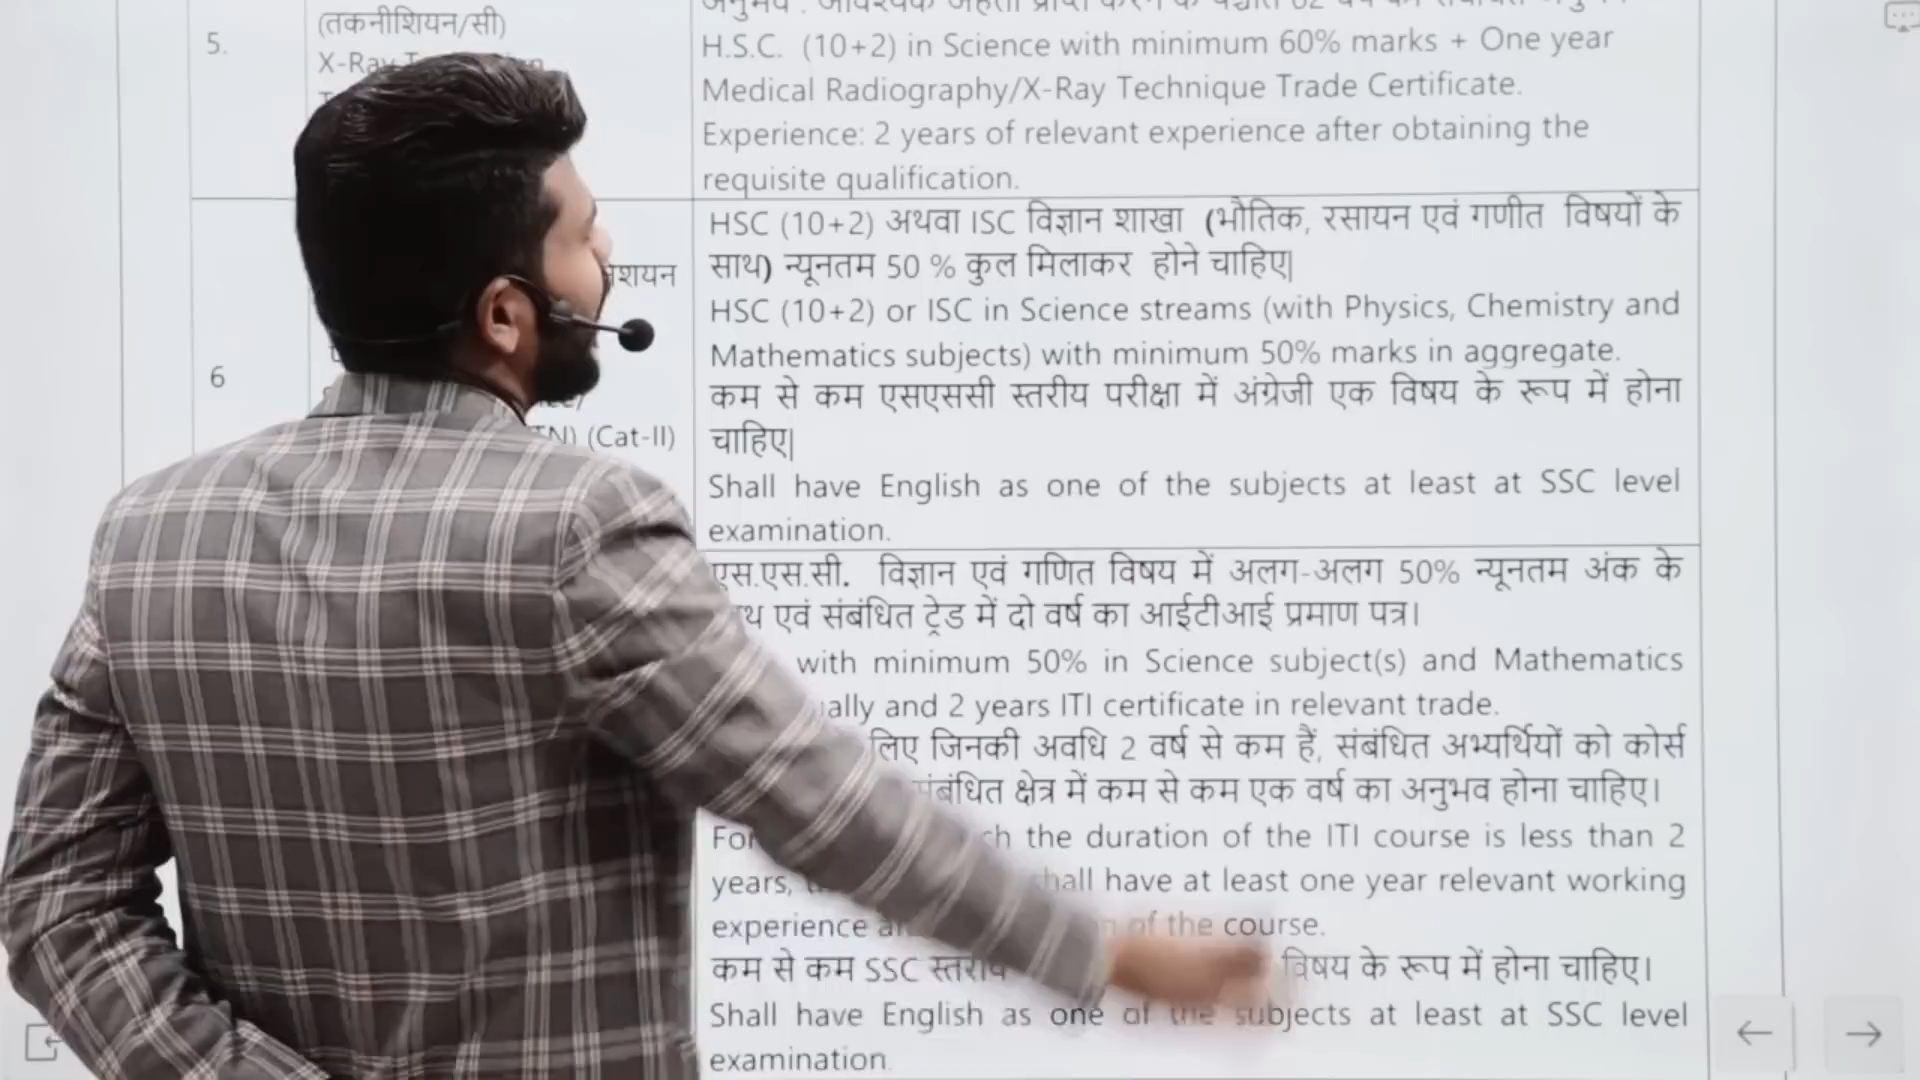 (तकनीशियन/सी)
5.
X-Ray
H.S.C. (10+2) in Science with minimum 60% marks + One year
Medical Radiography/X-Ray Technique Trade Certificate.
Experience: 2 years of relevant experience after obtaining the
requisite qualification.
6
(Cat-II)
HSC (10+2) अथवा ISC विज्ञान शाखा (भौतिक, रसायन एवं गणीत विषयों के
साथ) न्यूनतम 50 % कुल मिलाकर होने चाहिए|
HSC (10+2) or ISC in Science streams (with Physics, Chemistry and
Mathematics subjects) with minimum 50% marks in aggregate.
कम से कम एसएससी स्तरीय परीक्षा में अंग्रेजी एक विषय के रूप में होना
चाहिए|
Shall have English as one of the subjects at least at SSC level
examination.
एस.एस.सी. विज्ञान एवं गणित विषय में अलग-अलग 50% न्यूनतम अंक के
एवं संबंधित ट्रेड में दो वर्ष का आईटीआई प्रमाण पत्र।
with minimum 50% in Science subject(s) and Mathematics
and 2 years ITI certificate in relevant trade.
लिए जिनकी अवधि 2 वर्ष से कम हैं, संबंधित अभ्यर्थियों को कोर्स
संबंधित क्षेत्र में कम से कम एक वर्ष का अनुभव होना चाहिए।
For the duration of the ITI course is less than 2
years, shall have at least one year relevant working
experience of the course.
कम से कम SSC स्तरीय विषय के रूप में होना चाहिए।
Shall have English as one of the subjects at least at SSC level
examination.